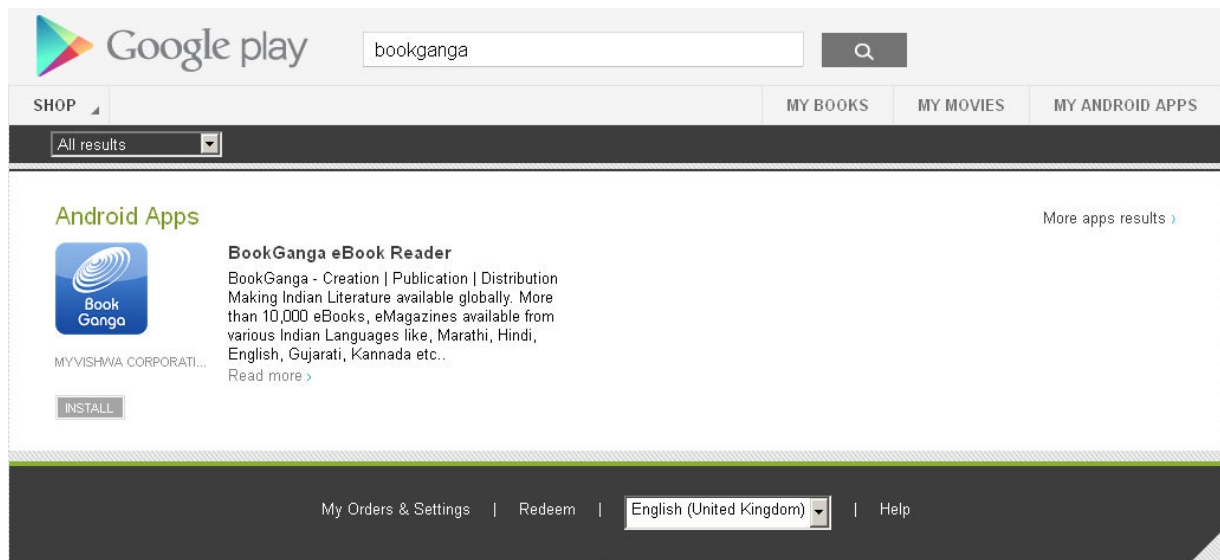 Google play
bookganga
SHOP
MY BOOKS
MY MOVIES
MY ANDROID APPS
All results
Android Apps
More apps results ›
Book
Ganga
MYVISHWA CORPORATI...
INSTALL
BookGanga eBook Reader
BookGanga - Creation | Publication | Distribution
Making Indian Literature available globally. More
than 10,000 eBooks, eMagazines available from
various Indian Languages like, Marathi, Hindi,
English, Gujarati, Kannada etc..
Read more ›
My Orders & Settings | Redeem | English (United Kingdom) | Help